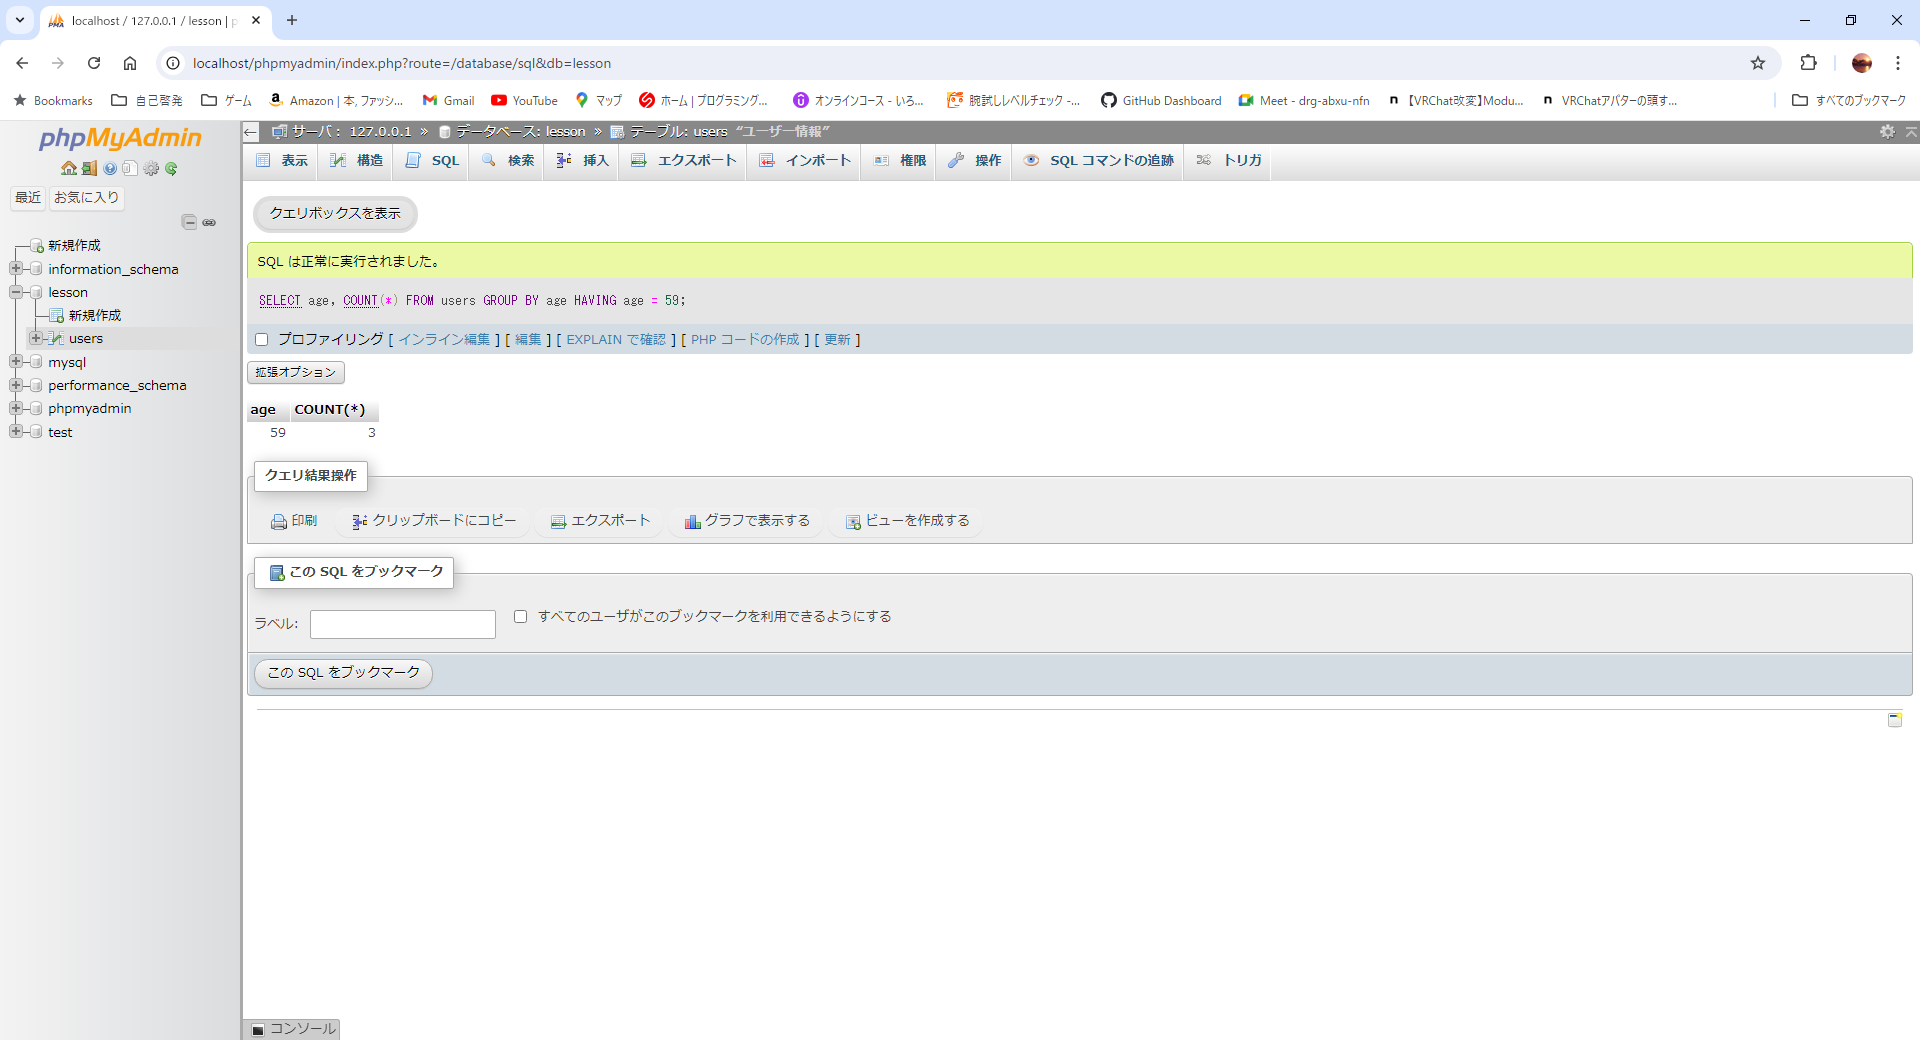 localhost / 127.0.0.1 / lesson | p
localhost/phpmyadmin/index.php?route=/database/sql&db=lesson
Bookmarks 自己啓発 ゲーム Amazon | 本, ファッシ... Gmail YouTube マップ ホーム | プログラミング... オンラインコース - いろ... 腕試しレベルチェック -... GitHub Dashboard Meet - drg-abxu-nfn 【VRChat改変】Modu... VRChatアバターの頭す... すべてのブックマーク
phpMyAdmin
最近 お気に入り
新規作成
information_schema
lesson
新規作成
users
mysql
performance_schema
phpmyadmin
test
サーバ: 127.0.0.1 » データベース: lesson » テーブル: users “ユーザー情報”
表示 構造 SQL 検索 挿入 エクスポート インポート 権限 操作 SQL コマンドの追跡 トリガ
クエリボックスを表示
SQL は正常に実行されました。
SELECT age, COUNT(*) FROM users GROUP BY age HAVING age = 59;
プロファイリング [ インライン編集 ] [ 編集 ] [ EXPLAIN で確認 ] [ PHP コードの作成 ] [ 更新 ]
拡張オプション
age COUNT(*)
59 3
クエリ結果操作
印刷 クリップボードにコピー エクスポート グラフで表示する ビューを作成する
この SQL をブックマーク
ラベル: すべてのユーザがこのブックマークを利用できるようにする
この SQL をブックマーク
コンソール